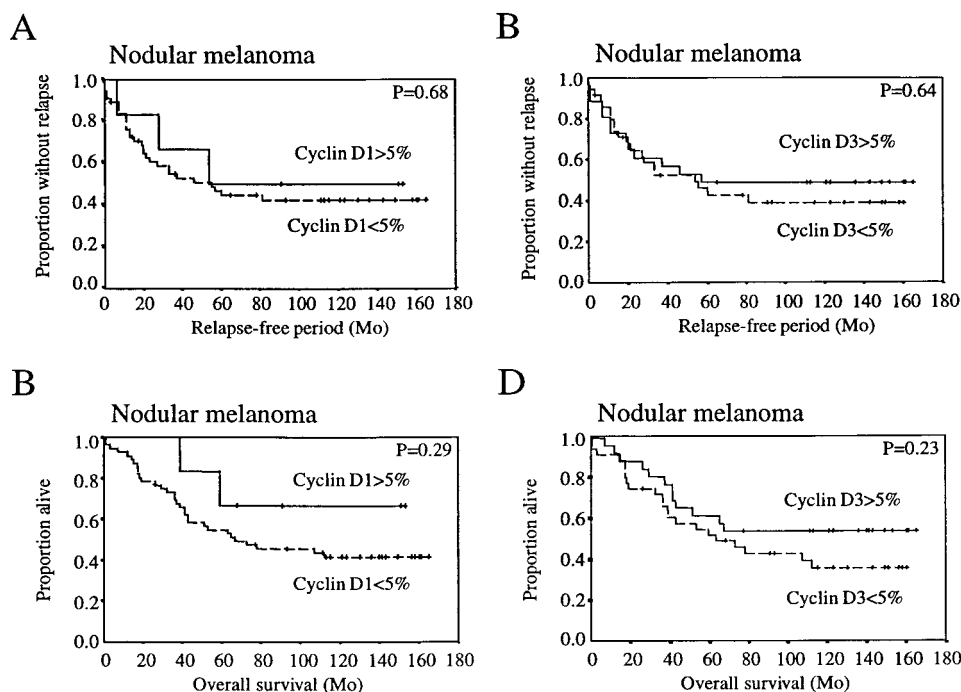 A
Nodular melanoma
P=0.68
Cyclin D1>5%
Cyclin D1<5%
Proportion without relapse
1.0
0.8
0.6
0.4
0.2
0.0
0 20 40 60 80 100 120 140 160 180
Relapse-free period (Mo)
B
Nodular melanoma
P=0.64
Cyclin D3>5%
Cyclin D3<5%
Proportion without relapse
1.0
0.8
0.6
0.4
0.2
0.0
0 20 40 60 80 100 120 140 160 180
Relapse-free period (Mo)
B
Nodular melanoma
P=0.29
Cyclin D1>5%
Cyclin D1<5%
Proportion alive
1.0
0.8
0.6
0.4
0.2
0.0
0 20 40 60 80 100 120 140 160 180
Overall survival (Mo)
D
Nodular melanoma
P=0.23
Cyclin D3>5%
Cyclin D3<5%
Proportion alive
1.0
0.8
0.6
0.4
0.2
0.0
0 20 40 60 80 100 120 140 160 180
Overall survival (Mo)